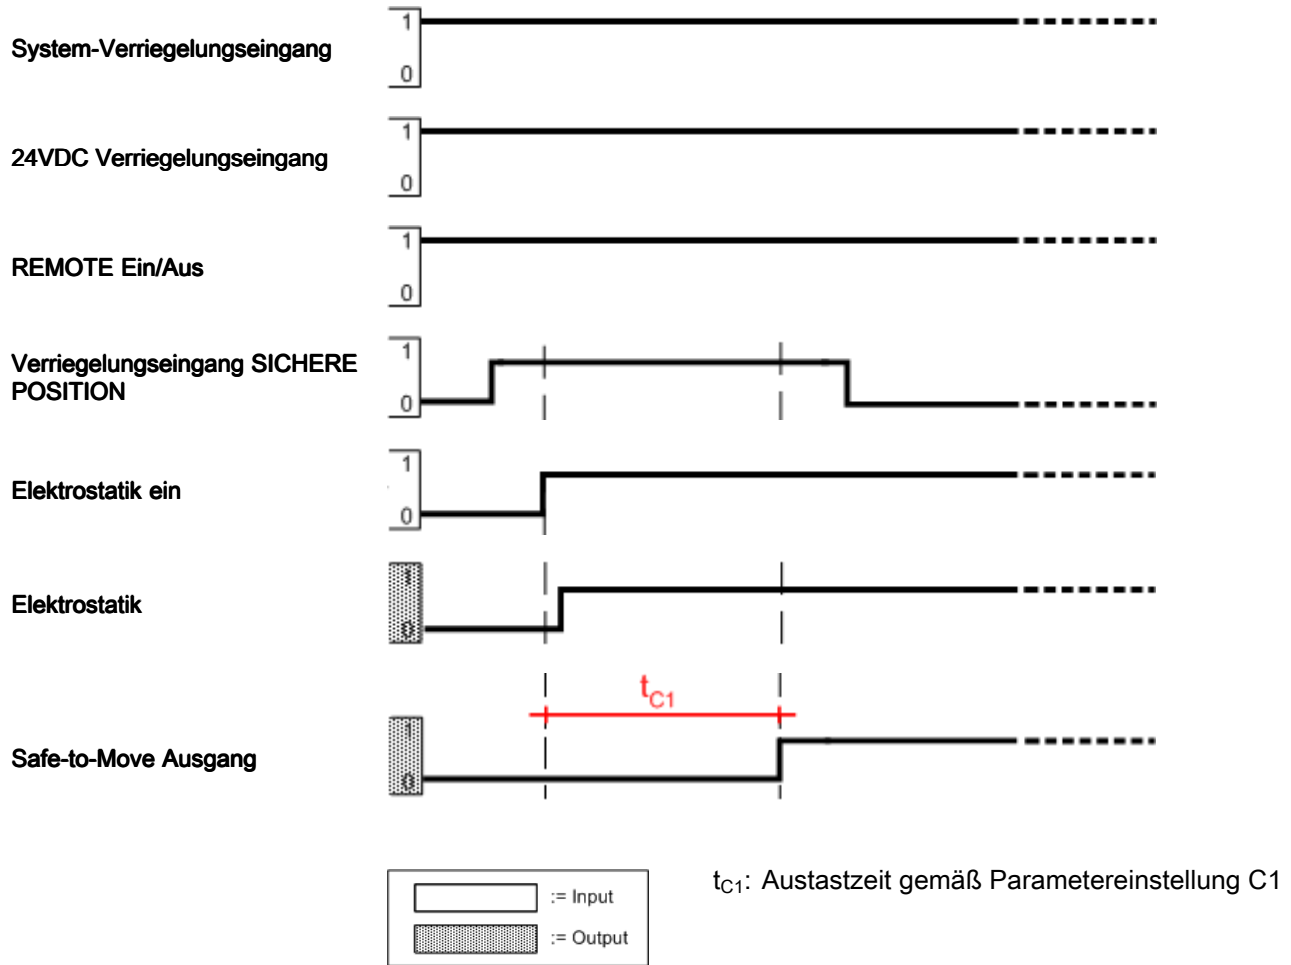 1
System-Verriegelungseingang
0
1
24VDC Verriegelungseingang
0
1
REMOTE Ein/Aus
0
1
Verriegelungseingang SICHERE
POSITION
0
1
Elektrostatik ein
0
1
Elektrostatik
0
tC1
1
Safe-to-Move Ausgang
0
:= Input
:= Output
tC1: Austastzeit gemäß Parametereinstellung C1